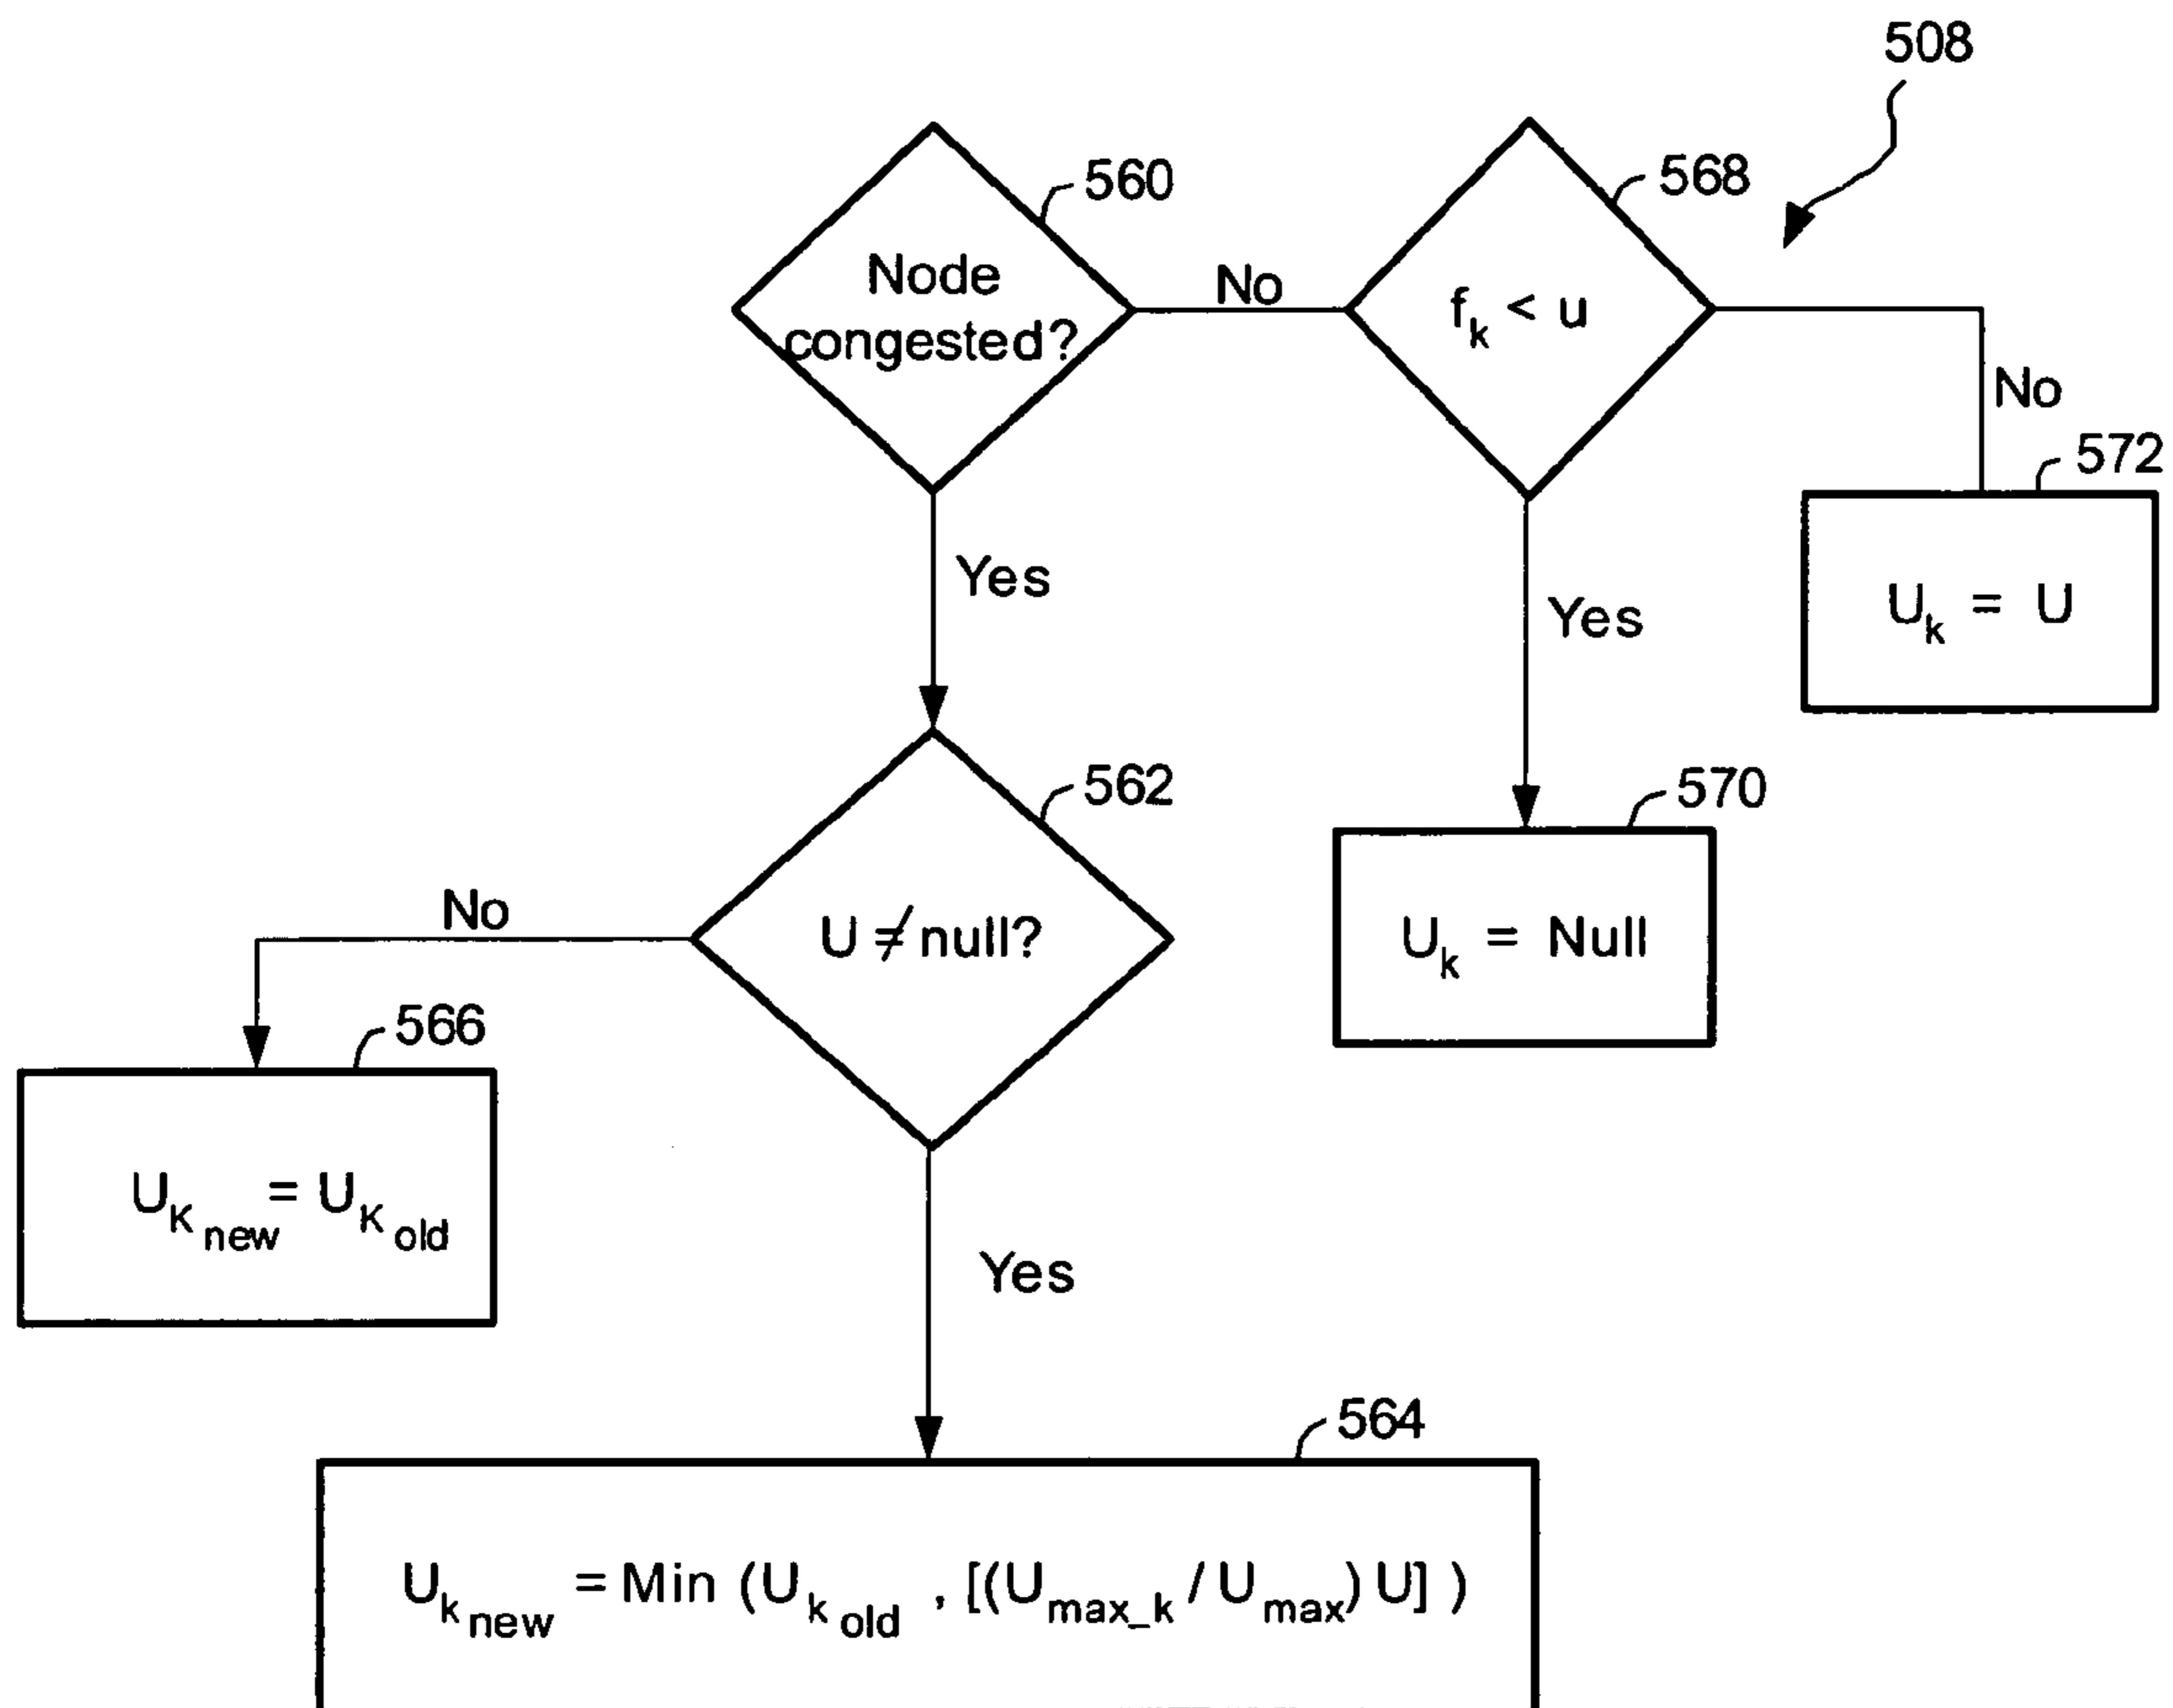 508
560
568
Node
congested?
No
f_k < u
No
572
U_k = U
Yes
Yes
562
570
No
U ≠ null?
U_k = Null
566
U_k new = U_k old
Yes
564
U_k new = Min (U_k old , [(U_max_k / U_max) U] )